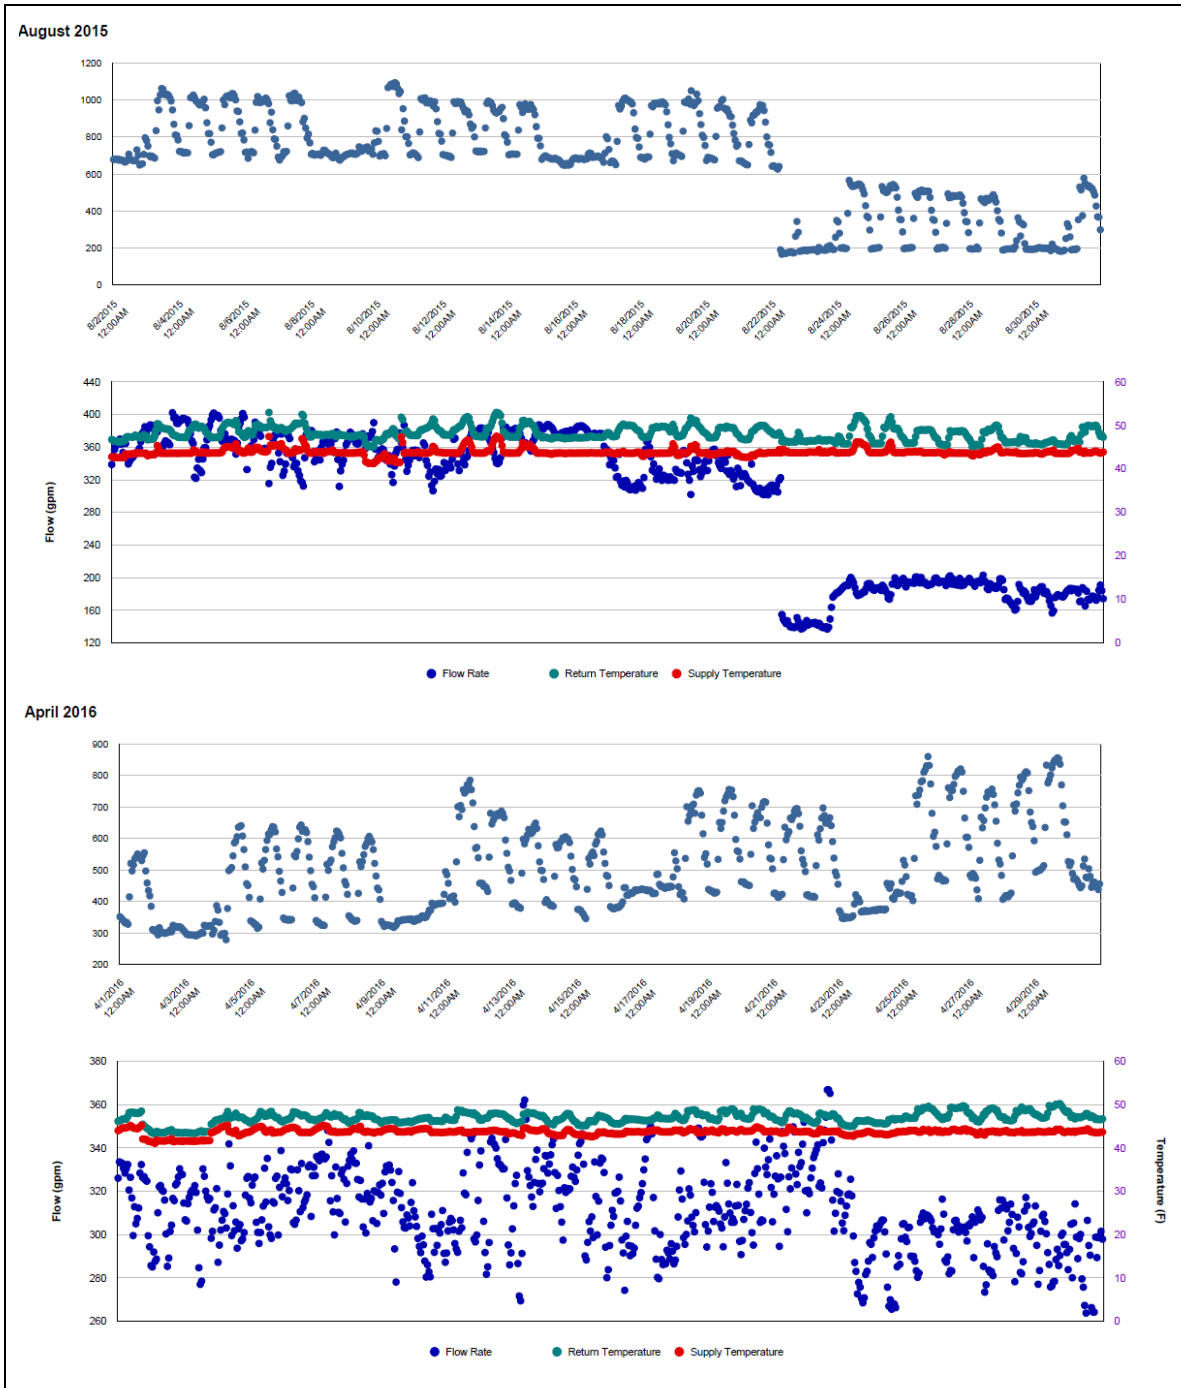 August 2015
1200
1000
800
600
400
200
0
8/2/2015 12:00AM
8/4/2015 12:00AM
8/6/2015 12:00AM
8/8/2015 12:00AM
8/10/2015 12:00AM
8/12/2015 12:00AM
8/14/2015 12:00AM
8/16/2015 12:00AM
8/18/2015 12:00AM
8/20/2015 12:00AM
8/22/2015 12:00AM
8/24/2015 12:00AM
8/26/2015 12:00AM
8/28/2015 12:00AM
8/30/2015 12:00AM
440
400
360
320
280
240
200
160
120
Flow (gpm)
60
50
40
30
20
10
0
Flow Rate Return Temperature Supply Temperature
April 2016
900
800
700
600
500
400
300
200
4/1/2016 12:00AM
4/3/2016 12:00AM
4/5/2016 12:00AM
4/7/2016 12:00AM
4/9/2016 12:00AM
4/11/2016 12:00AM
4/13/2016 12:00AM
4/15/2016 12:00AM
4/17/2016 12:00AM
4/19/2016 12:00AM
4/21/2016 12:00AM
4/23/2016 12:00AM
4/25/2016 12:00AM
4/27/2016 12:00AM
4/29/2016 12:00AM
380
360
340
320
300
280
260
Flow (gpm)
60
50
40
30
20
10
0
Temperature (F)
Flow Rate Return Temperature Supply Temperature